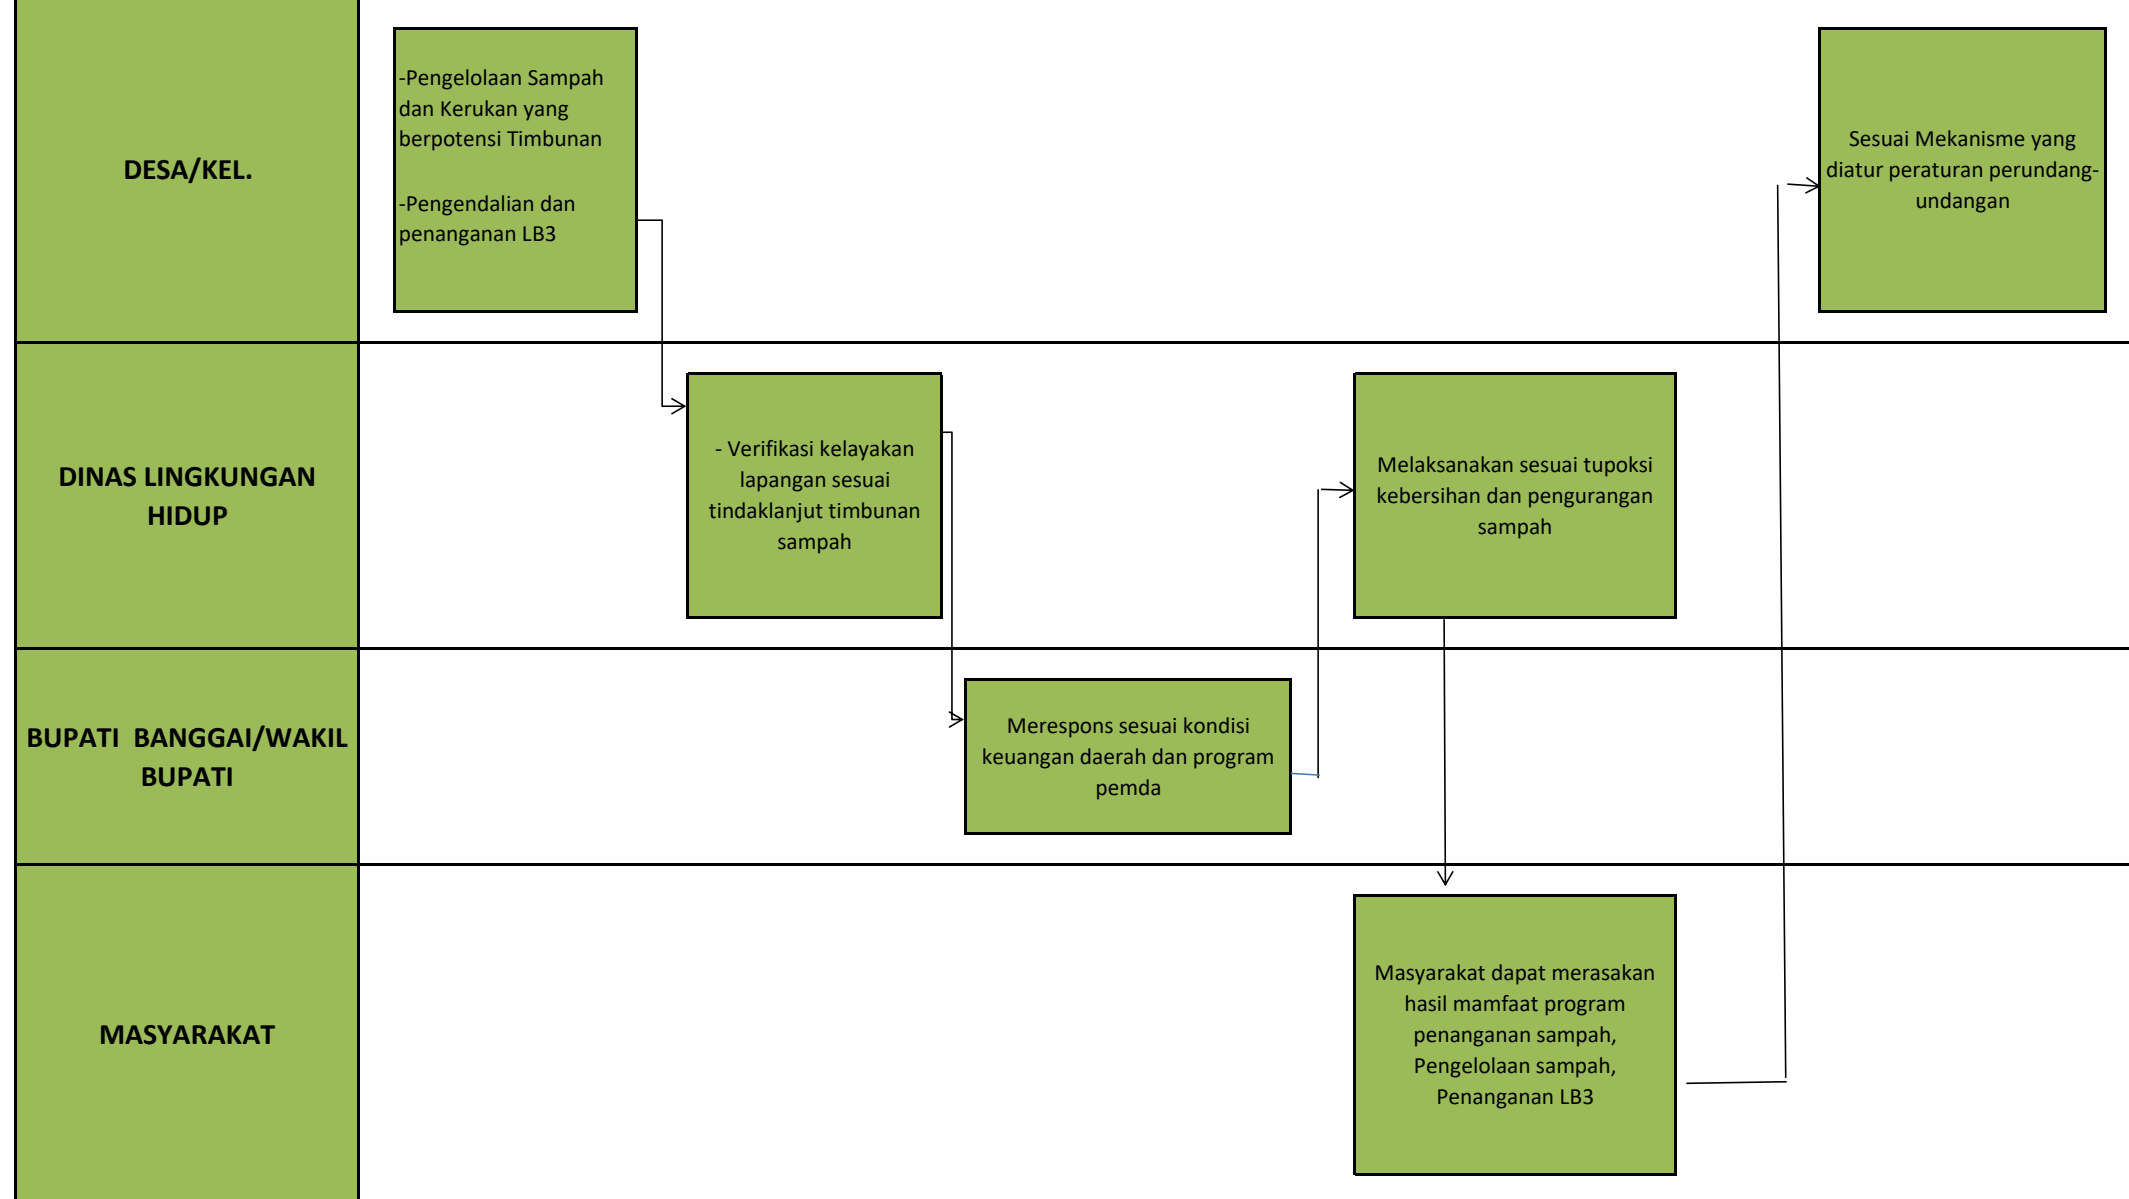 DESA/KEL.
-Pengelolaan Sampah
dan Kerukan yang
berpotensi Timbunan
-Pengendalian dan
penanganan LB3
Sesuai Mekanisme yang
diatur peraturan perundang-
undangan
DINAS LINGKUNGAN
HIDUP
- Verifikasi kelayakan
lapangan sesuai
tindaklanjut timbunan
sampah
Melaksanakan sesuai tupoksi
kebersihan dan pengurangan
sampah
BUPATI  BANGGAI/WAKIL
BUPATI
Merespons sesuai kondisi
keuangan daerah dan program
pemda
MASYARAKAT
Masyarakat dapat merasakan
hasil mamfaat program
penanganan sampah,
Pengelolaan sampah,
Penanganan LB3